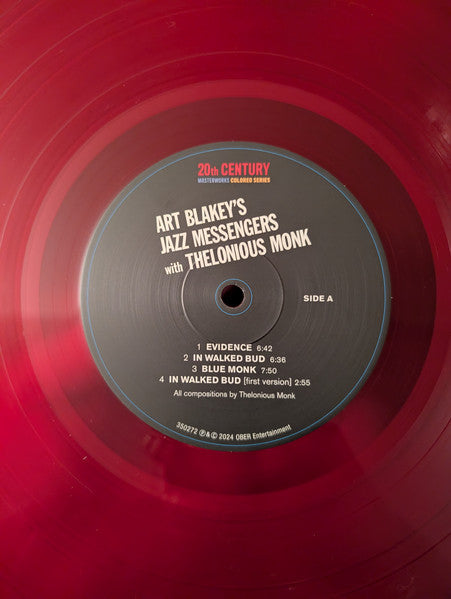 20th CENTURY
MASTERWORKS COLORED SERIES
ART BLAKEY'S
JAZZ MESSENGERS
with THELONIOUS MONK
SIDE A
1 EVIDENCE 6:42
2 IN WALKED BUD 6:36
3 BLUE MONK 7:50
4 IN WALKED BUD [first version] 2:55
All compositions by Thelonious Monk
350272 ℗ & © 2024 OBER Entertainment